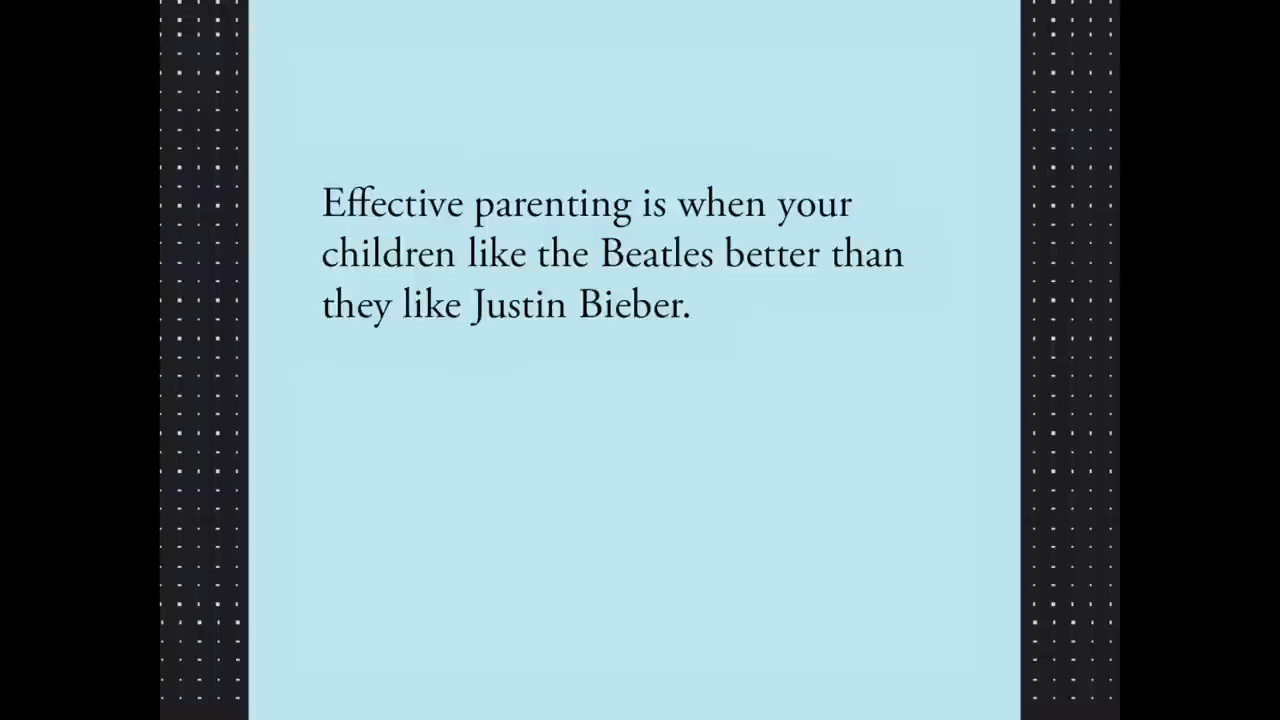 Effective parenting is when your
children like the Beatles better than
they like Justin Bieber.